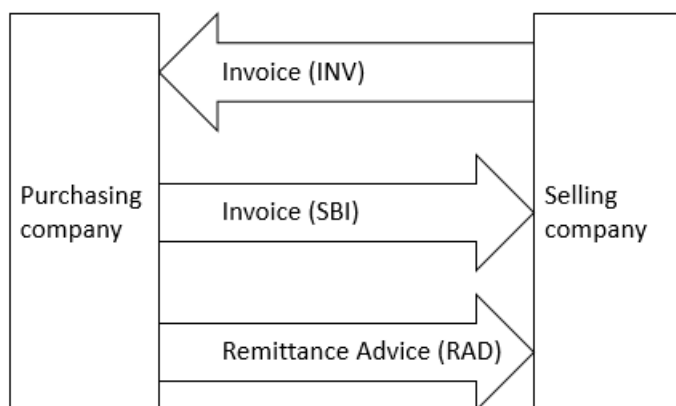 Invoice (INV)
Purchasing
company
Invoice (SBI)
Selling
company
Remittance Advice (RAD)